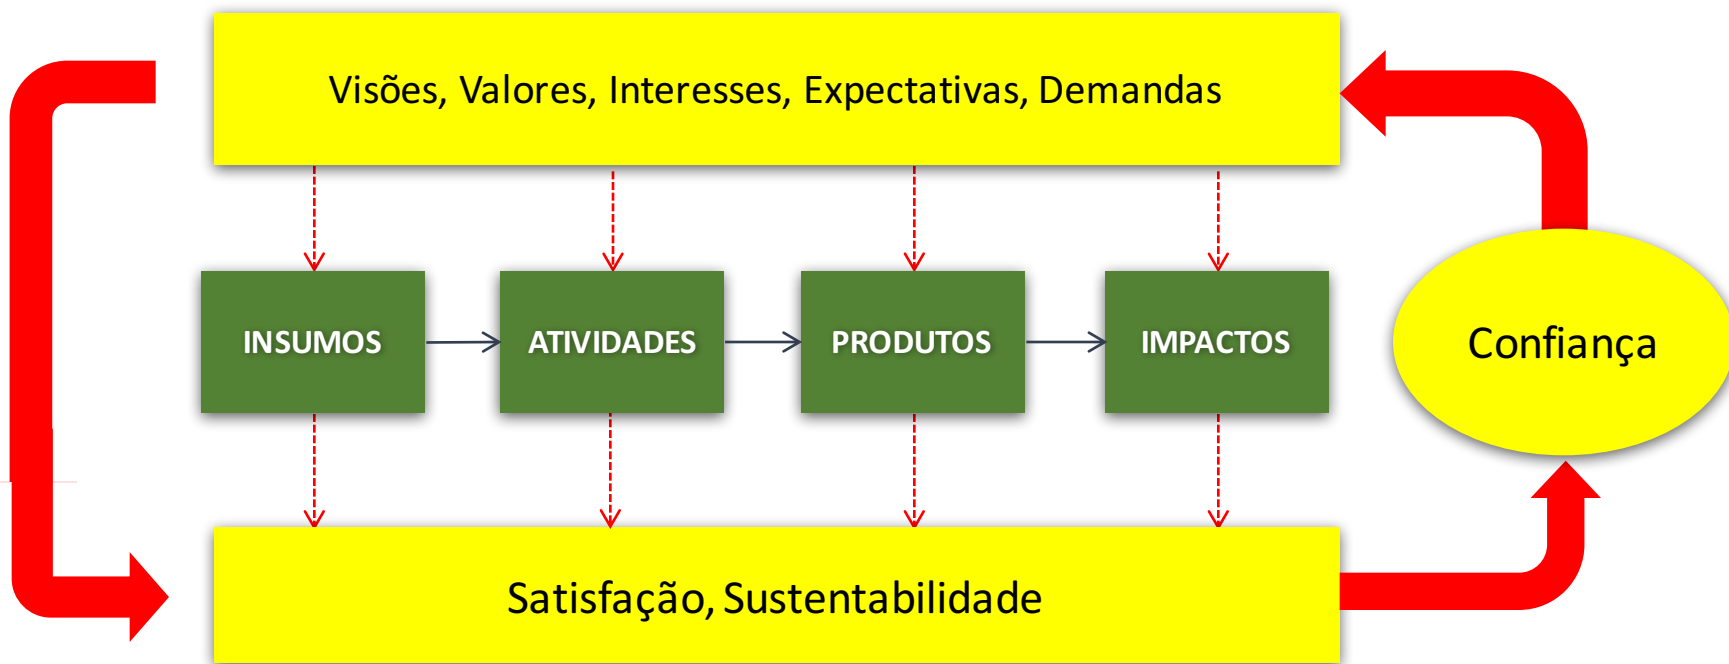 Visões, Valores, Interesses, Expectativas, Demandas
INSUMOS
ATIVIDADES
PRODUTOS
IMPACTOS
Confiança
Satisfação, Sustentabilidade